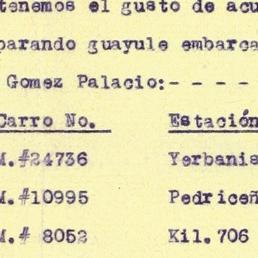 tenemos el gusto de acu
parando guayule embarca
Gomez Palacio:- - - -
Carro No. Estación
M.#24736 Yerbanis
M.#10995 Pedriceñ
M.# 8052 Kil.706